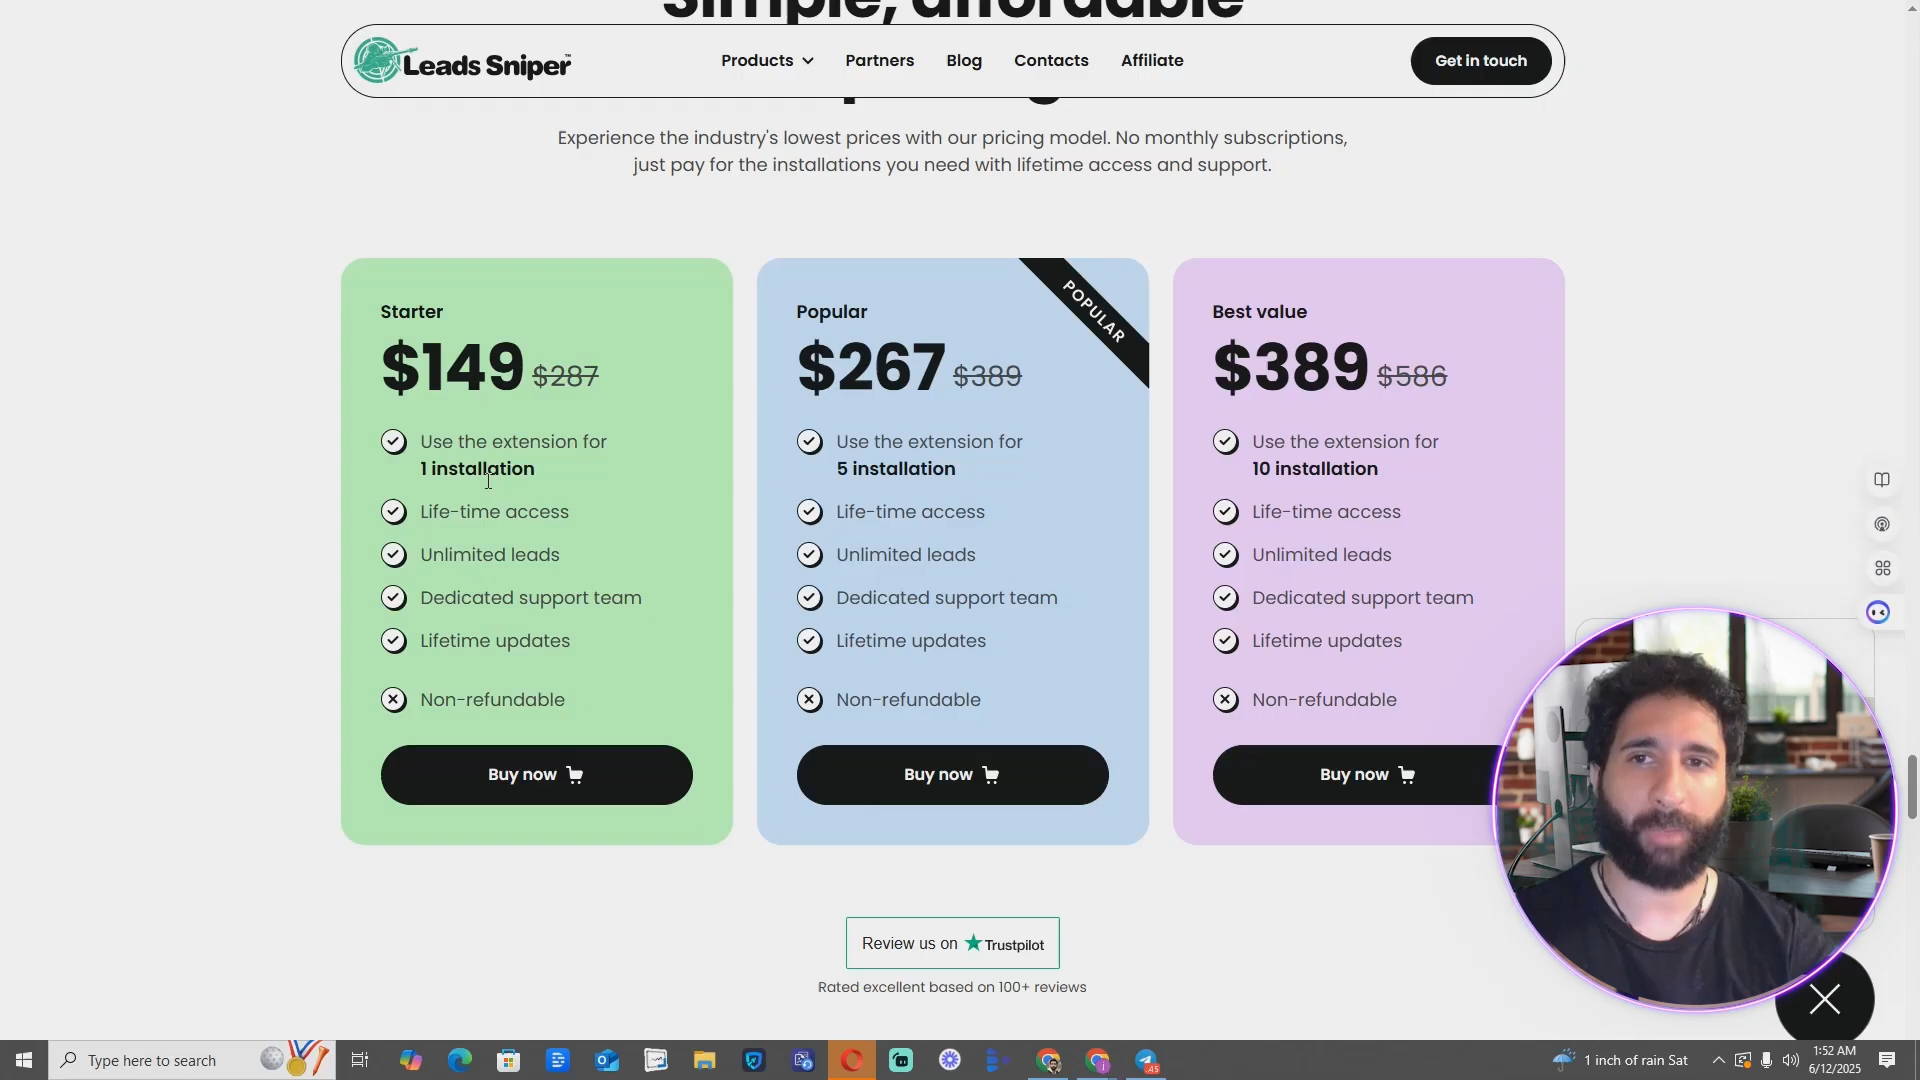 Simple, affordable
Leads Sniper™
Products
Partners
Blog
Contacts
Affiliate
Get in touch
Experience the industry's lowest prices with our pricing model. No monthly subscriptions,
just pay for the installations you need with lifetime access and support.
Starter
$149 $287
Use the extension for
1 installation
Life-time access
Unlimited leads
Dedicated support team
Lifetime updates
Non-refundable
Buy now
POPULAR
Popular
$267 $389
Use the extension for
5 installation
Life-time access
Unlimited leads
Dedicated support team
Lifetime updates
Non-refundable
Buy now
Best value
$389 $586
Use the extension for
10 installation
Life-time access
Unlimited leads
Dedicated support team
Lifetime updates
Non-refundable
Buy now
Review us on Trustpilot
Rated excellent based on 100+ reviews
Type here to search
45
1 inch of rain Sat
1:52 AM
6/12/2025